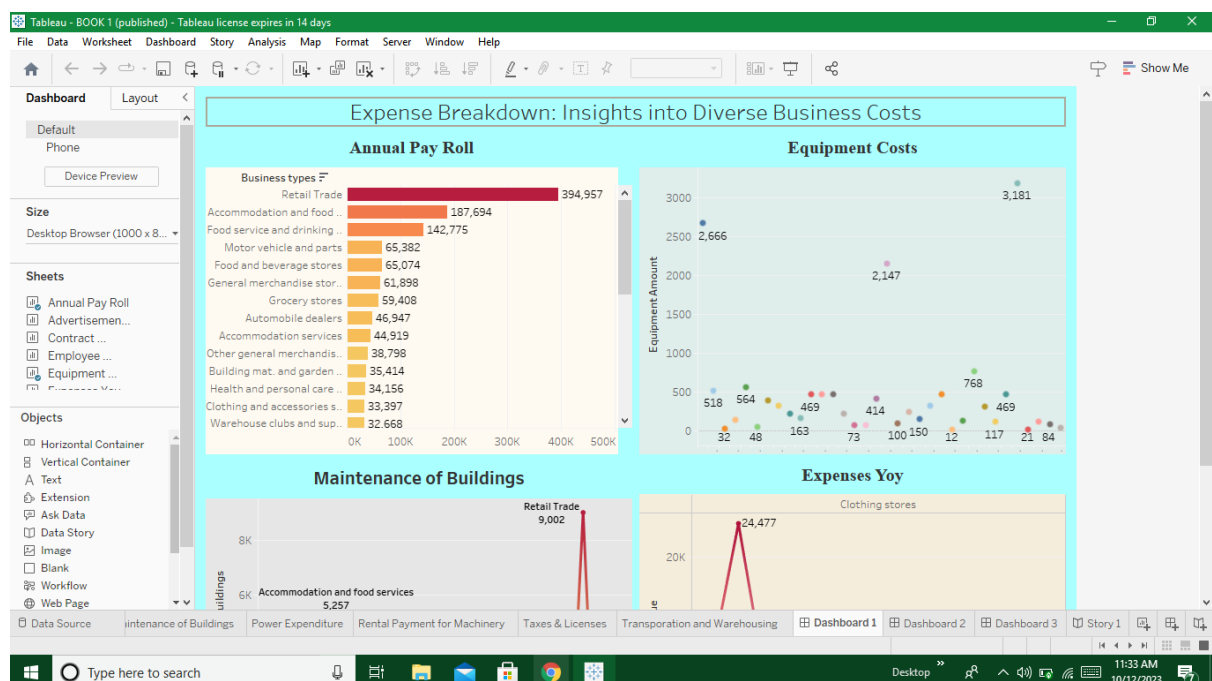 Tableau - BOOK 1 (published) - Tableau license expires in 14 days
File Data Worksheet Dashboard Story Analysis Map Format Server Window Help
Show Me
Dashboard Layout
Default
Phone
Device Preview
Size
Desktop Browser (1000 x 8...
Sheets
Annual Pay Roll
Advertisemen...
Contract ...
Employee ...
Equipment ...
Objects
Horizontal Container
Vertical Container
Text
Extension
Ask Data
Data Story
Image
Blank
Workflow
Web Page
Expense Breakdown: Insights into Diverse Business Costs
Annual Pay Roll
Business types
Retail Trade 394,957
Accommodation and food .. 187,694
Food service and drinking .. 142,775
Motor vehicle and parts 65,382
Food and beverage stores 65,074
General merchandise stor.. 61,898
Grocery stores 59,408
Automobile dealers 46,947
Accommodation services 44,919
Other general merchandis.. 38,798
Building mat. and garden .. 35,414
Health and personal care .. 34,156
Clothing and accessories s.. 33,397
Warehouse clubs and sup.. 32,668
0K 100K 200K 300K 400K 500K
Equipment Costs
Equipment Amount
3000
2500
2000
1500
1000
500
0
3,181
2,666
2,147
768
518 564 469 414 469
32 48 163 73 100 150 12 117 21 84
Maintenance of Buildings
Retail Trade
9,002
8K
6K
Accommodation and food services
5,257
Expenses Yoy
Clothing stores
24,477
20K
Data Source intenance of Buildings Power Expenditure Rental Payment for Machinery Taxes & Licenses Transporation and Warehousing Dashboard 1 Dashboard 2 Dashboard 3 Story 1
Type here to search
Desktop
11:33 AM
10/12/2023
7